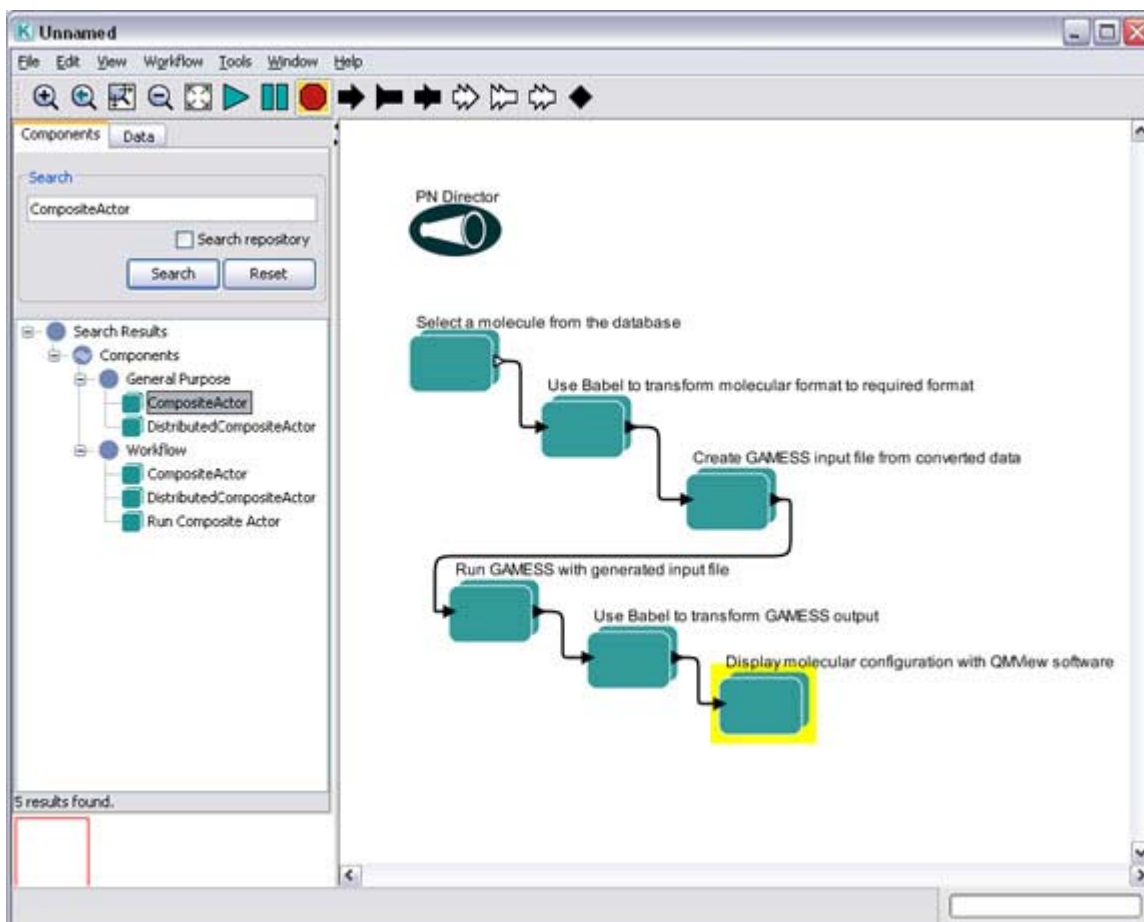 Unnamed
File Edit View Workflow Tools Window Help
Components Data
Search
CompositeActor
Search repository
Search Reset
Search Results
Components
General Purpose
CompositeActor
DistributedCompositeActor
Workflow
CompositeActor
DistributedCompositeActor
Run Composite Actor
5 results found.
PN Director
Select a molecule from the database
Use Babel to transform molecular format to required format
Create GAMESS input file from converted data
Run GAMESS with generated input file
Use Babel to transform GAMESS output
Display molecular configuration with QMView software